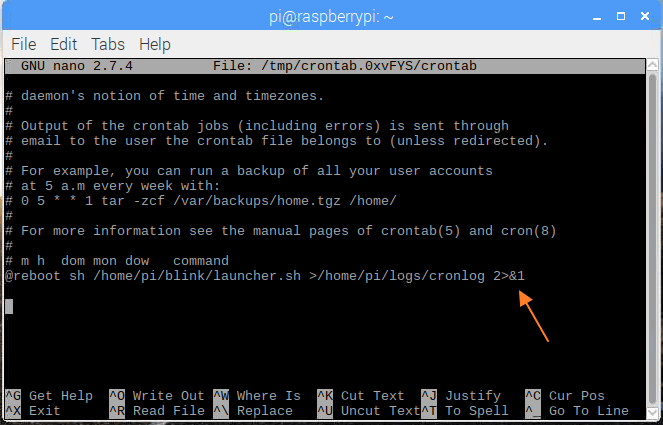 pi@raspberrypi: ~
File Edit Tabs Help
GNU nano 2.7.4 File: /tmp/crontab.0xvFYS/crontab
# daemon's notion of time and timezones.
#
# Output of the crontab jobs (including errors) is sent through
# email to the user the crontab file belongs to (unless redirected).
#
# For example, you can run a backup of all your user accounts
# at 5 a.m every week with:
# 0 5 * * 1 tar -zcf /var/backups/home.tgz /home/
#
# For more information see the manual pages of crontab(5) and cron(8)
#
# m h  dom mon dow   command
@reboot sh /home/pi/blink/launcher.sh >/home/pi/logs/cronlog 2>&1
^G Get Help ^O Write Out ^W Where Is ^K Cut Text ^J Justify ^C Cur Pos
^X Exit ^R Read File ^\ Replace ^U Uncut Text ^T To Spell ^_ Go To Line